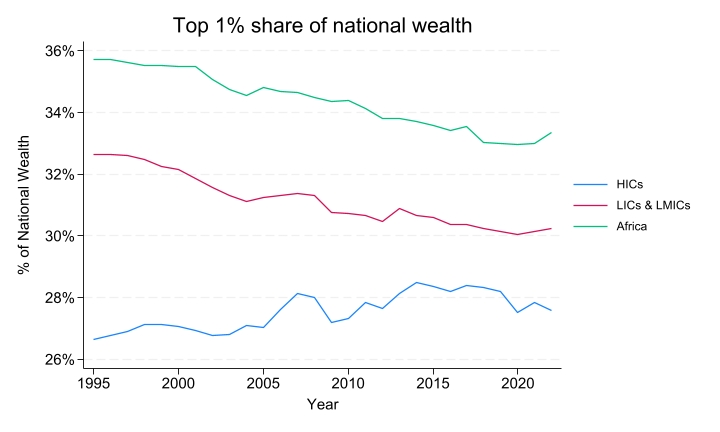 Top 1% share of national wealth
% of National Wealth
36%
34%
32%
30%
28%
26%
1995 2000 2005 2010 2015 2020
Year
HICs
LICs & LMICs
Africa